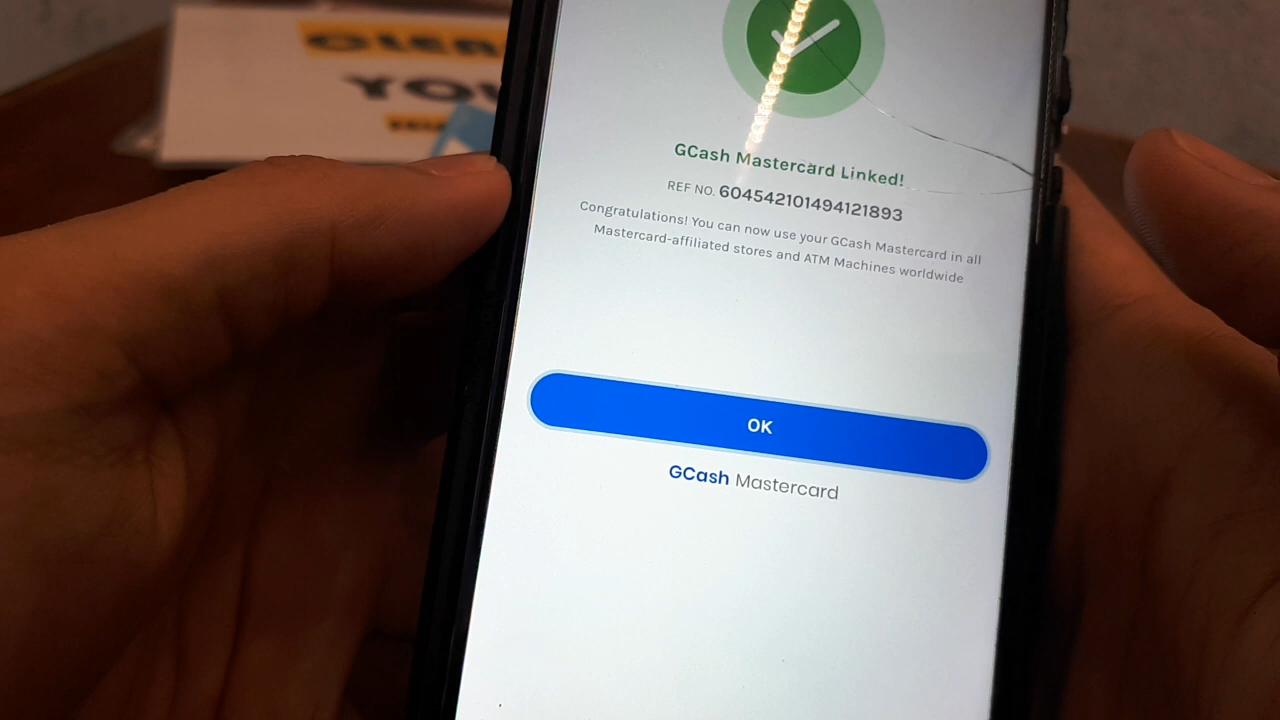 YOU
GCash Mastercard Linked!
REF NO. 604542101494121893
Congratulations! You can now use your GCash Mastercard in all
Mastercard-affiliated stores and ATM Machines worldwide
OK
GCash Mastercard